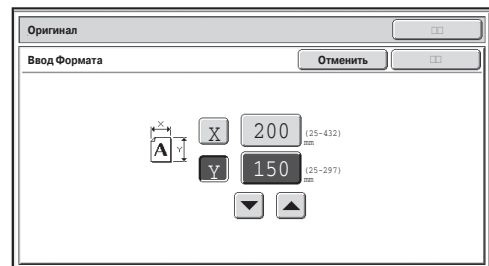 Оригинал
Ввод Формата Отменить
X
A Y
X 200 (25-432)
mm
Y 150 (25-297)
mm